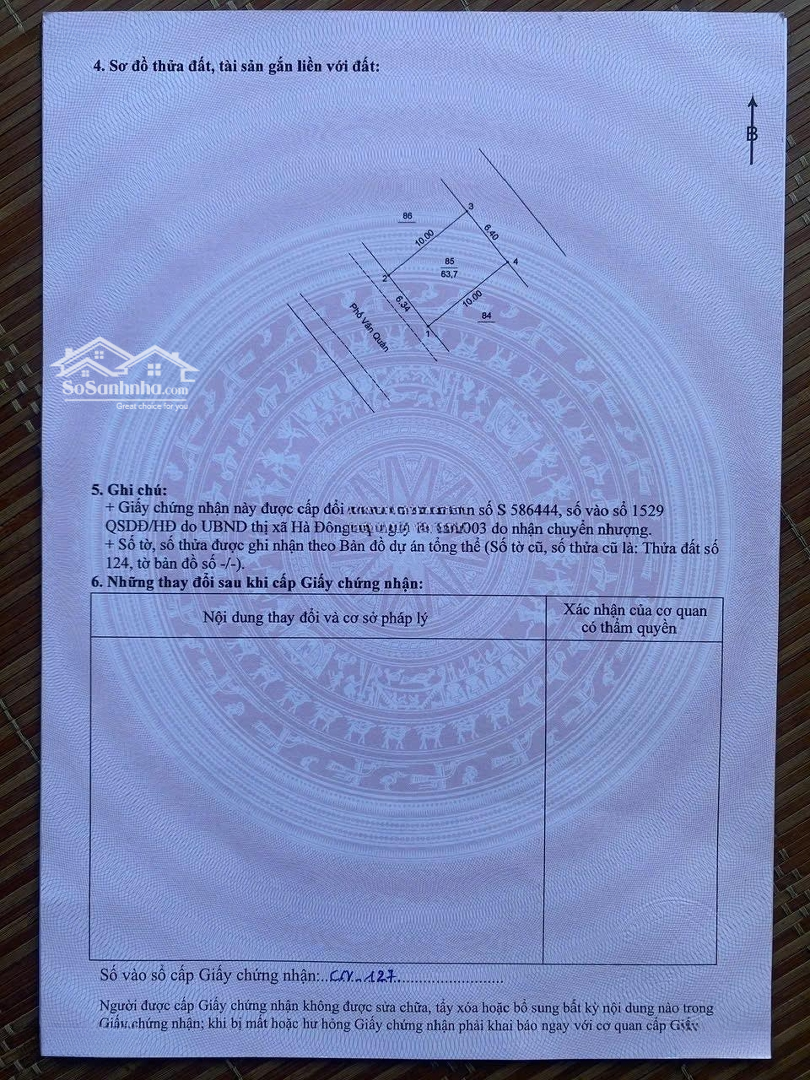 4. Sơ đồ thửa đất, tài sản gắn liền với đất:
B
86
3
10.00
6.40
85
63,7
4
2
6.34
10.00
84
1
Phố Văn Quán
SoSanhnha.com
Great choice for you
5. Ghi chú:
+ Giấy chứng nhận này được cấp đổi số S 586444, số vào sổ 1529
QSDĐ/HĐ do UBND thị xã Hà Đông do nhận chuyển nhượng.
+ Số tờ, số thửa được ghi nhận theo Bản đồ dự án tổng thể (Số tờ cũ, số thửa cũ là: Thửa đất số
124, tờ bản đồ số -/-).
6. Những thay đổi sau khi cấp Giấy chứng nhận:
Nội dung thay đổi và cơ sở pháp lý
Xác nhận của cơ quan
có thẩm quyền
Số vào sổ cấp Giấy chứng nhận:..CN-127..........................
Người được cấp Giấy chứng nhận không được sửa chữa, tẩy xóa hoặc bổ sung bất kỳ nội dung nào trong
Giấy chứng nhận; khi bị mất hoặc hư hỏng Giấy chứng nhận phải khai báo ngay với cơ quan cấp Giấy